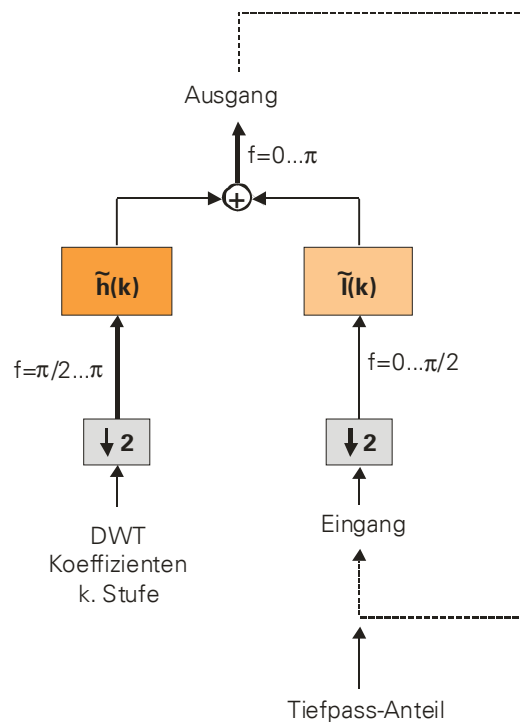 Ausgang
f=0...π
+
h̃(k)
l̃(k)
f=π/2...π
f=0...π/2
↓ 2
↓ 2
DWT
Koeffizienten
k. Stufe
Eingang
Tiefpass-Anteil